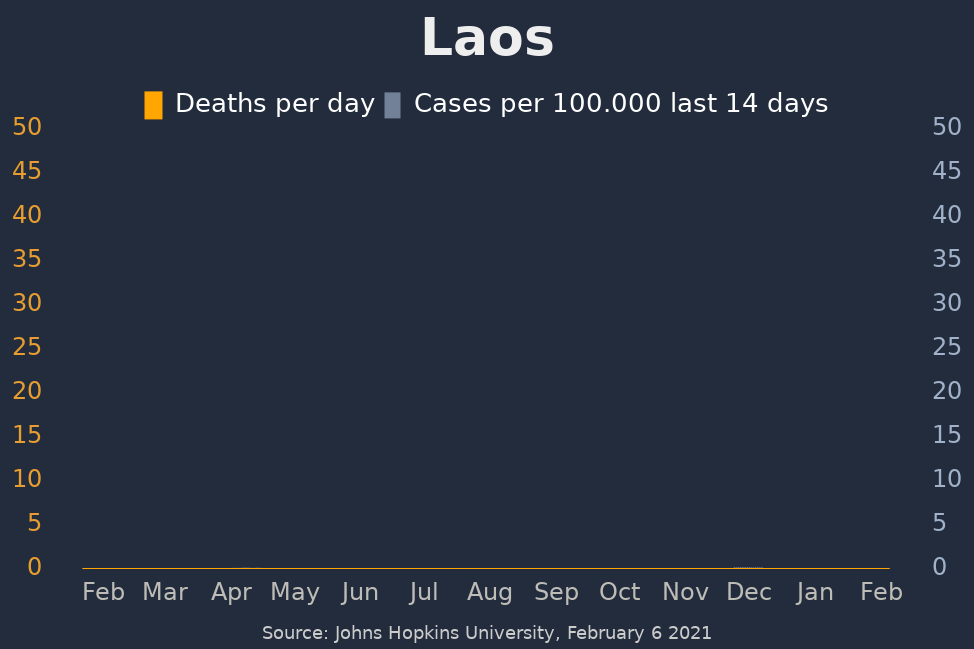 Laos
Deaths per day Cases per 100.000 last 14 days
50 50
45 45
40 40
35 35
30 30
25 25
20 20
15 15
10 10
5 5
0 0
Feb Mar Apr May Jun Jul Aug Sep Oct Nov Dec Jan Feb
Source: Johns Hopkins University, February 6 2021